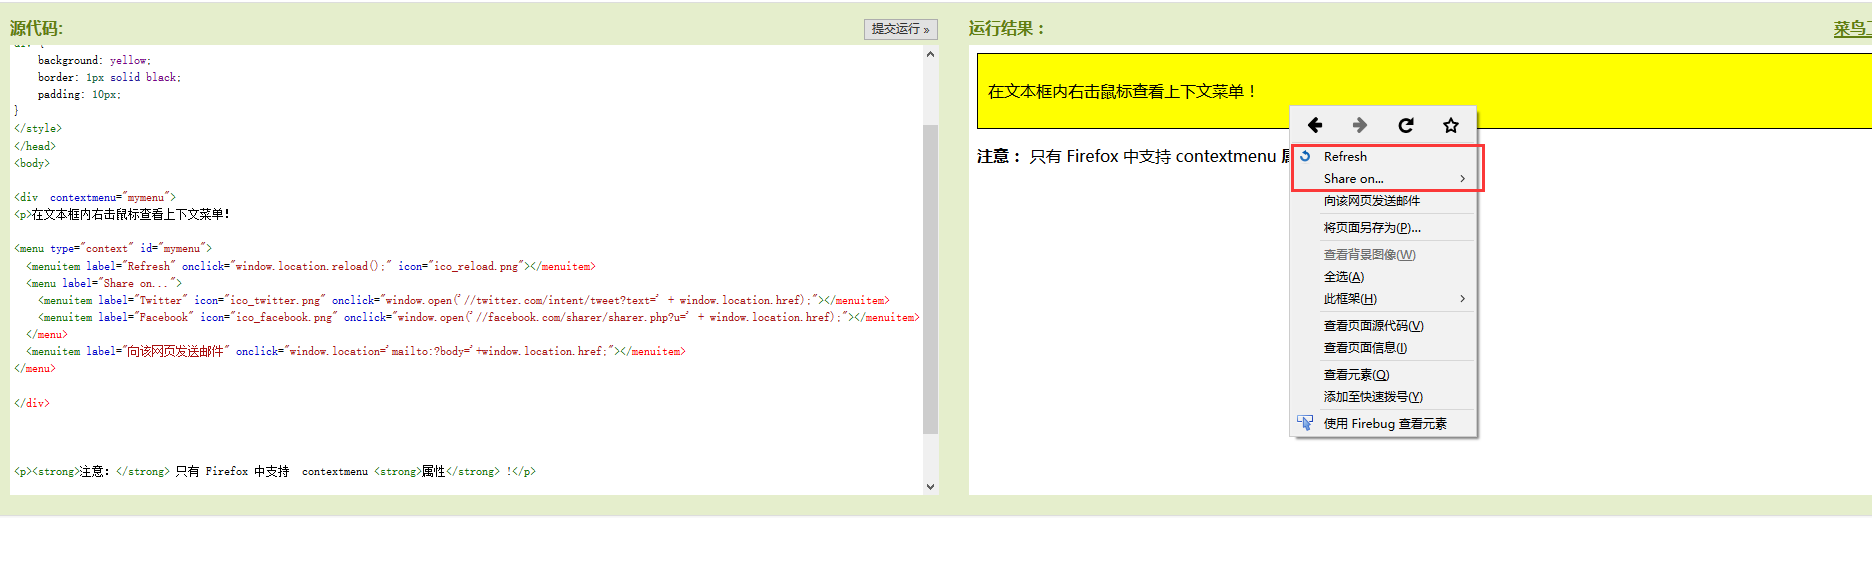 源代码:
提交运行 »
div {
    background: yellow;
    border: 1px solid black;
    padding: 10px;
}
</style>
</head>
<body>
<div  contextmenu="mymenu">
<p>在文本框内右击鼠标查看上下文菜单!
<menu type="context" id="mymenu">
  <menuitem label="Refresh" onclick="window.location.reload();" icon="ico_reload.png"></menuitem>
  <menu label="Share on...">
    <menuitem label="Twitter" icon="ico_twitter.png" onclick="window.open('//twitter.com/intent/tweet?text=' + window.location.href);"></menuitem>
    <menuitem label="Facebook" icon="ico_facebook.png" onclick="window.open('//facebook.com/sharer/sharer.php?u=' + window.location.href);"></menuitem>
  </menu>
  <menuitem label="向该网页发送邮件" onclick="window.location='mailto:?body='+window.location.href;"></menuitem>
</menu>
</div>
<p><strong>注意：</strong> 只有 Firefox 中支持  contextmenu <strong>属性</strong> !</p>
运行结果：
菜鸟
在文本框内右击鼠标查看上下文菜单！
注意： 只有 Firefox 中支持 contextmenu
Refresh
Share on...
向该网页发送邮件
将页面另存为(P)...
查看背景图像(W)
全选(A)
此框架(H)
查看页面源代码(V)
查看页面信息(I)
查看元素(Q)
添加至快速拨号(Y)
使用 Firebug 查看元素